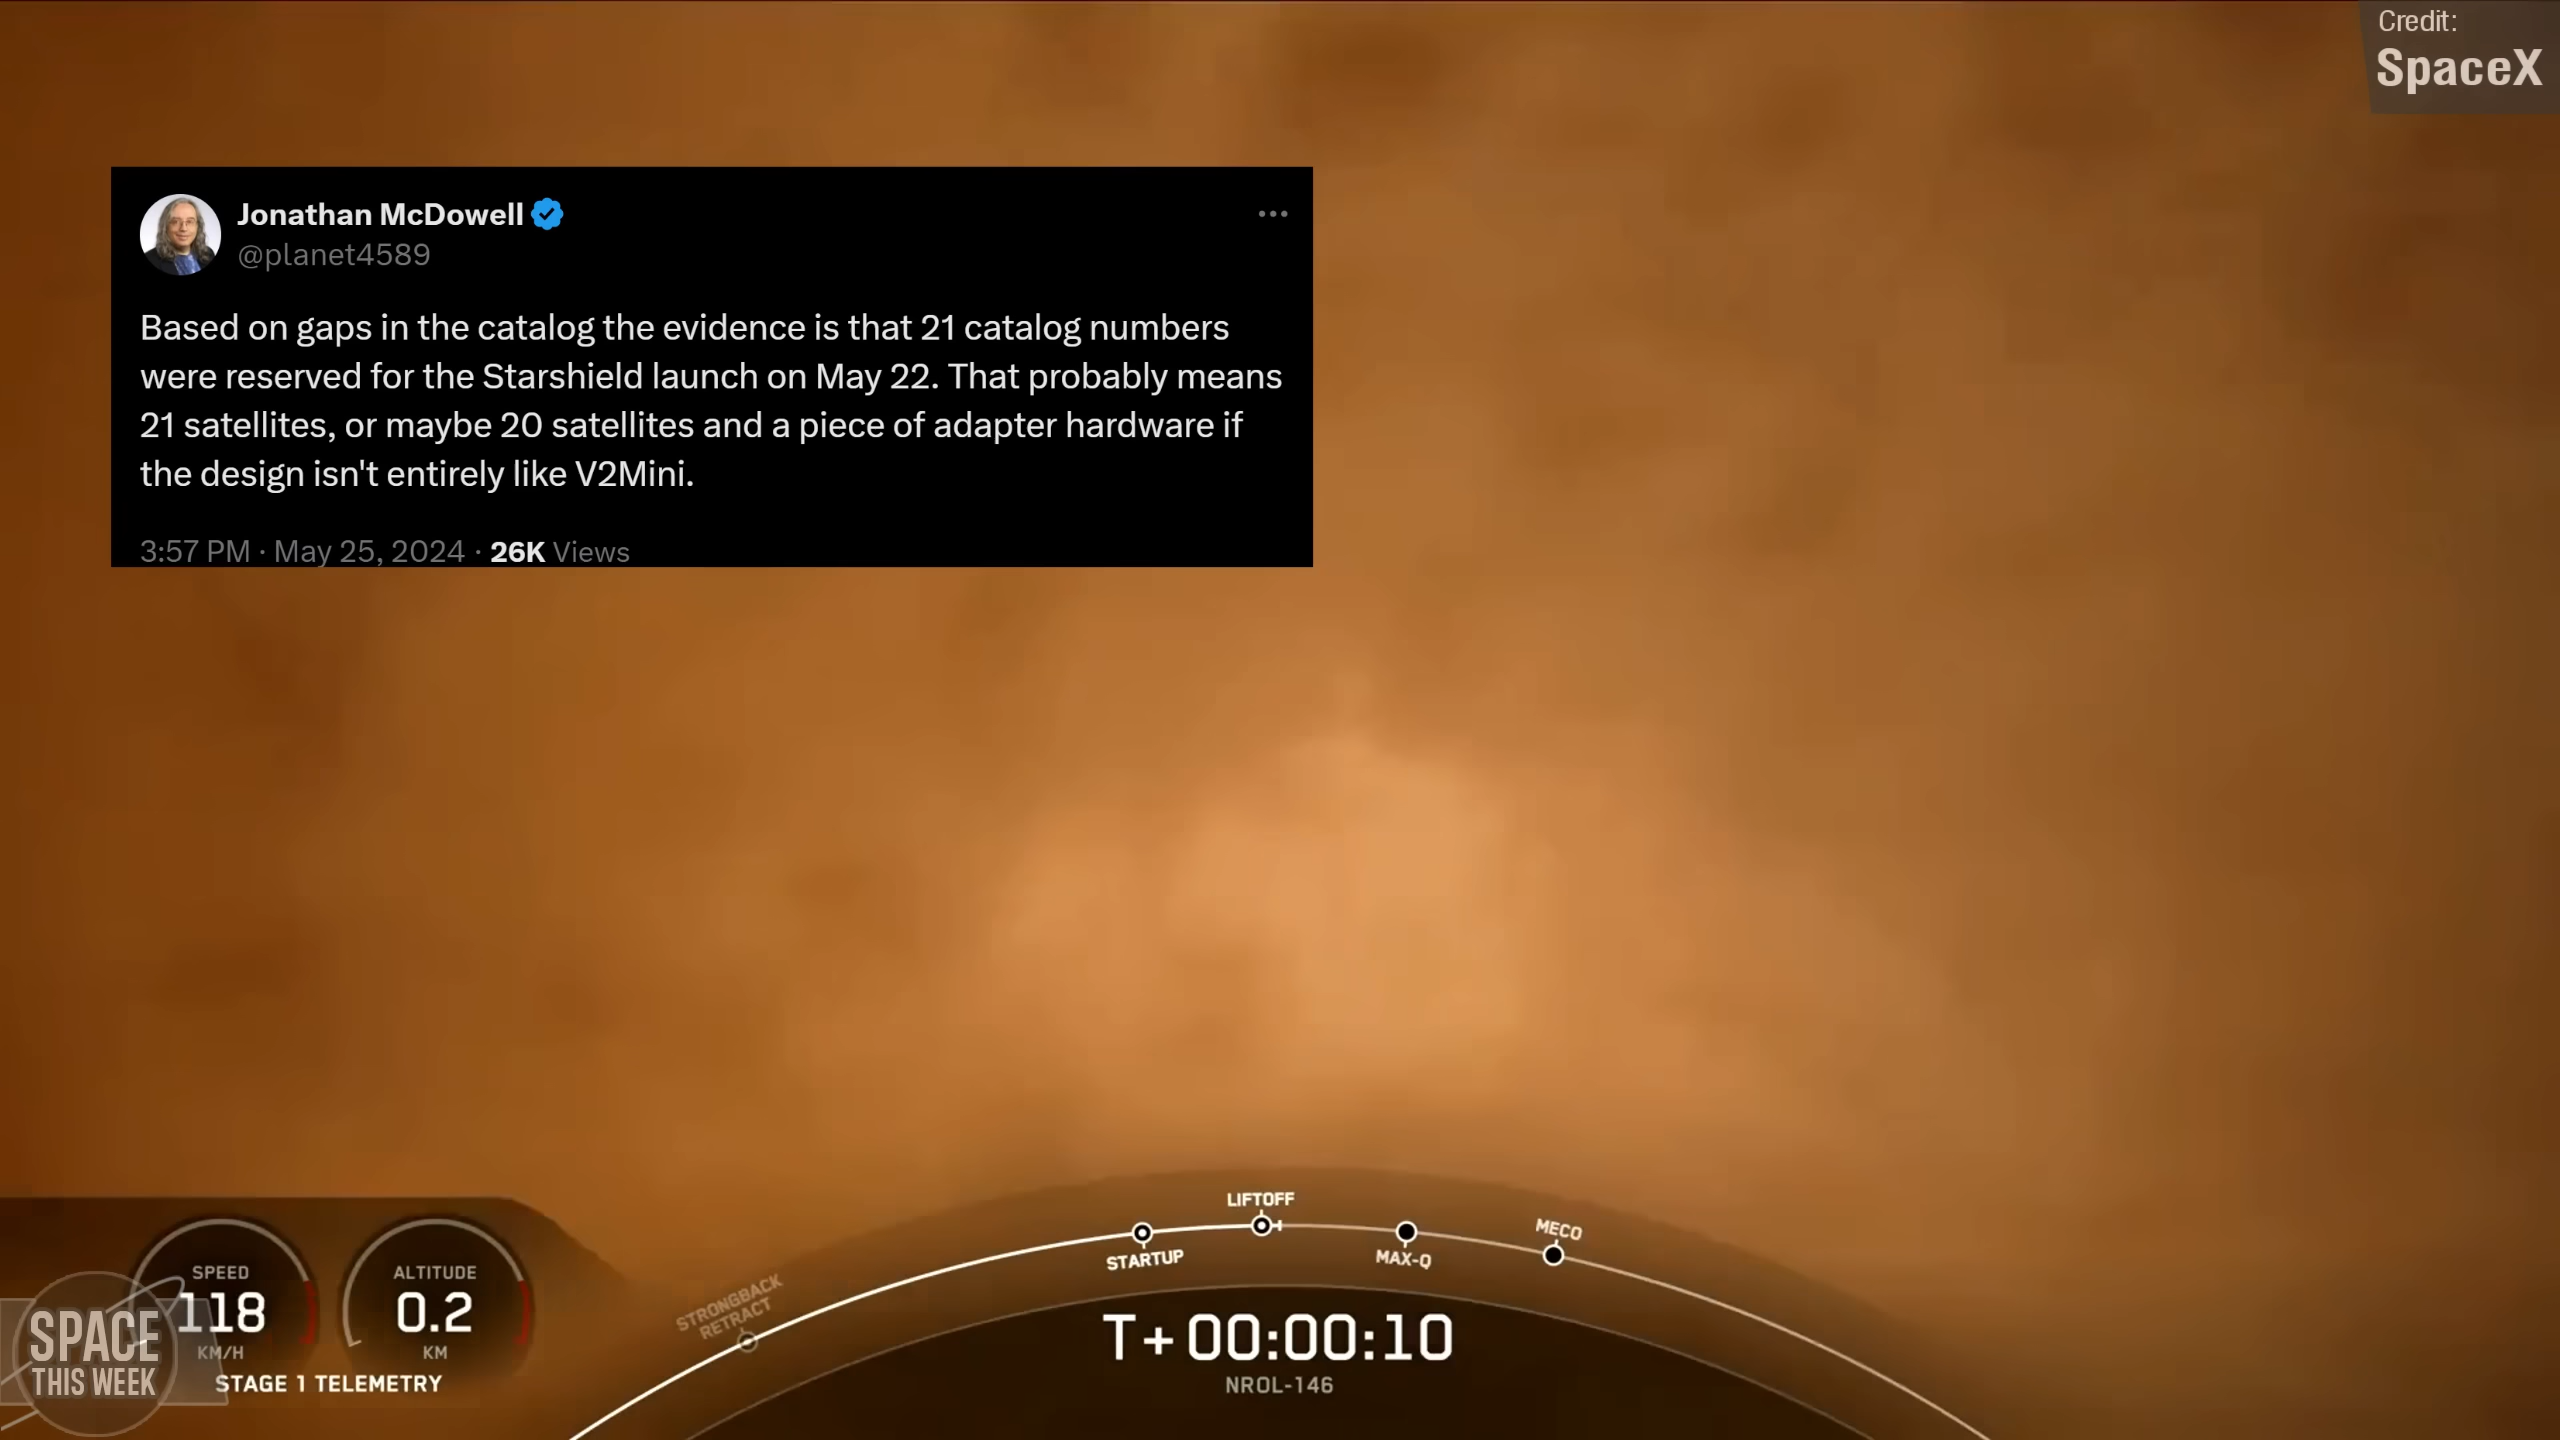 Credit:
SpaceX
Jonathan McDowell
@planet4589
Based on gaps in the catalog the evidence is that 21 catalog numbers
were reserved for the Starshield launch on May 22. That probably means
21 satellites, or maybe 20 satellites and a piece of adapter hardware if
the design isn't entirely like V2Mini.
3:57 PM · May 25, 2024 · 26K Views
LIFTOFF
STARTUP
MAX-Q
MECO
STRONGBACK
RETRACT
SPEED
118
KM/H
ALTITUDE
0.2
KM
STAGE 1 TELEMETRY
SPACE
THIS WEEK
T+00:00:10
NROL-146